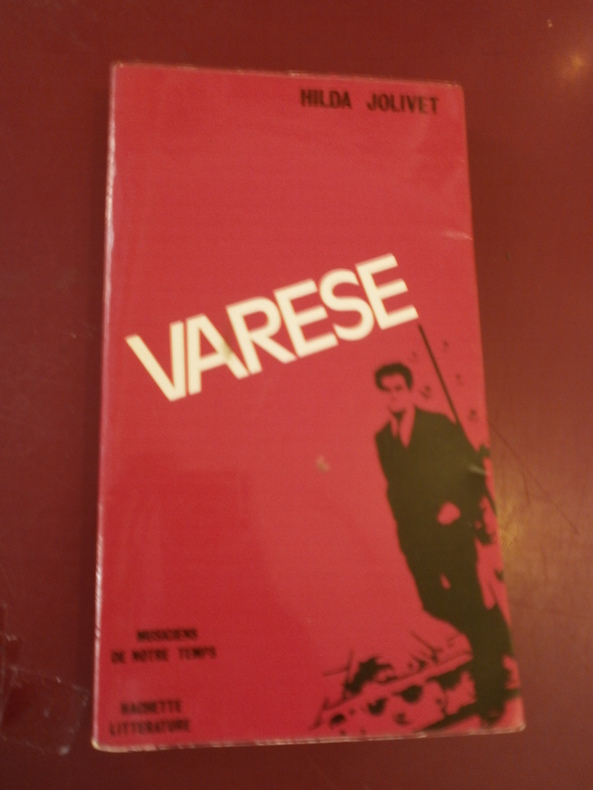 HILDA JOLIVET
VARESE
MUSICIENS
DE NOTRE TEMPS
HACHETTE
LITTERATURE